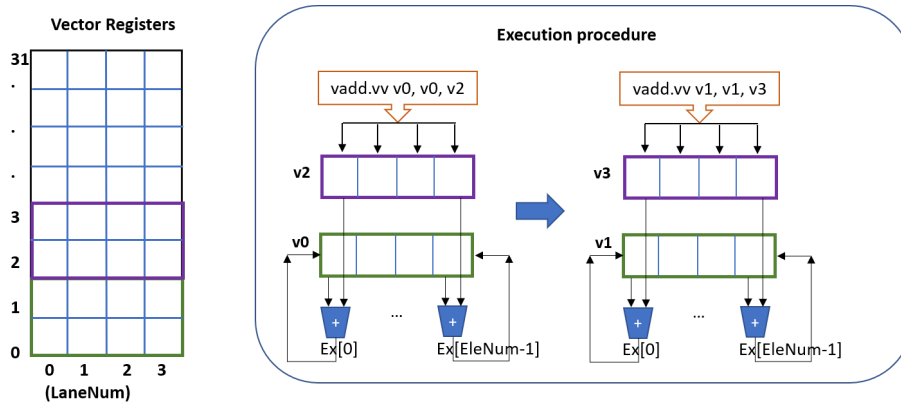 Vector Registers
31
.
.
.
3
2
1
0
0 1 2 3
(LaneNum)
Execution procedure
vadd.vv v0, v0, v2
v2
v0
...
+
+
Ex[0]
Ex[EleNum-1]
vadd.vv v1, v1, v3
v3
v1
...
+
+
Ex[0]
Ex[EleNum-1]